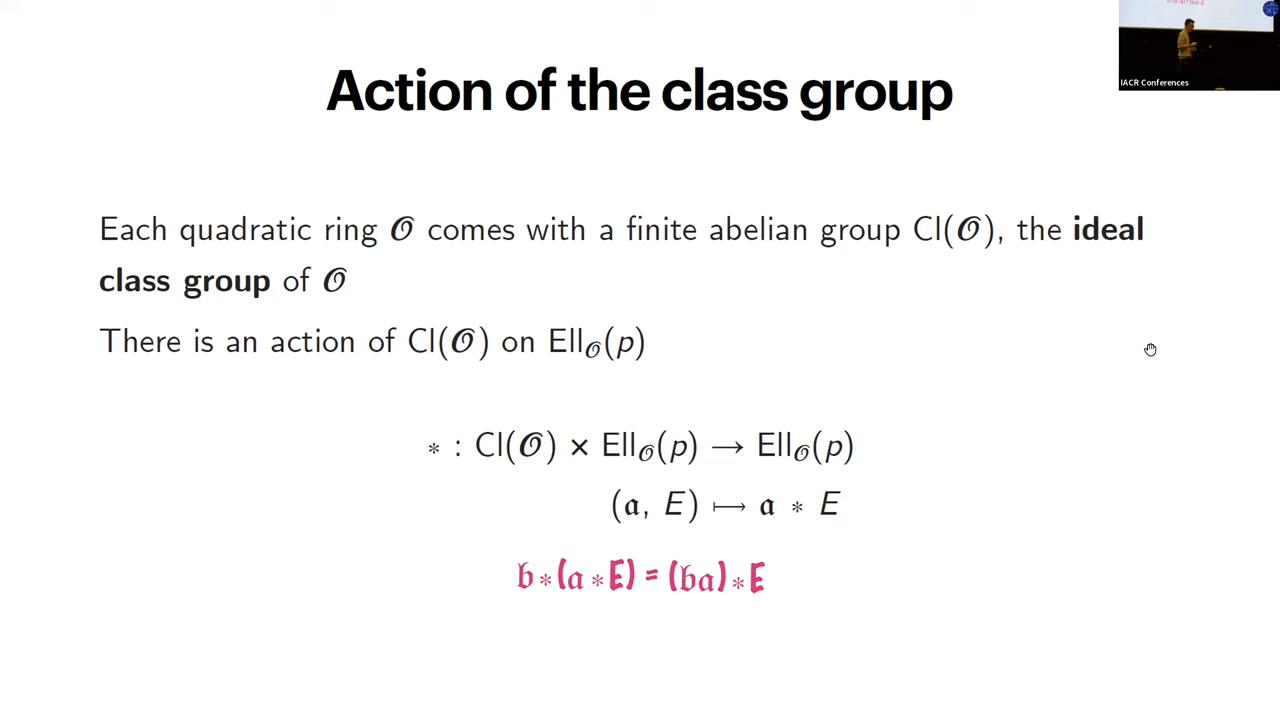 IACR Conferences
Action of the class group
Each quadratic ring 𝒪 comes with a finite abelian group Cl(𝒪), the ideal
class group of 𝒪
There is an action of Cl(𝒪) on Ell_𝒪(p)
∗ : Cl(𝒪) × Ell_𝒪(p) → Ell_𝒪(p)
(𝔞, E) ⟼ 𝔞 ∗ E
𝔟∗(𝔞∗E) = (𝔟𝔞)∗E